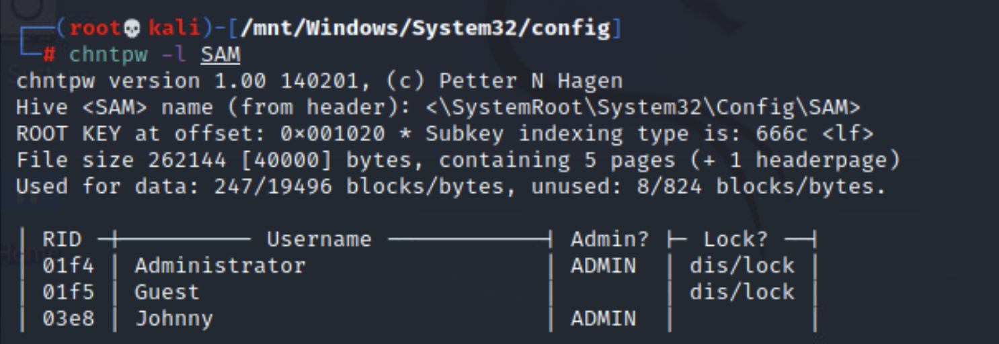 ┌──(root💀kali)-[/mnt/Windows/System32/config]
└─# chntpw -l SAM
chntpw version 1.00 140201, (c) Petter N Hagen
Hive <SAM> name (from header): <\SystemRoot\System32\Config\SAM>
ROOT KEY at offset: 0×001020 * Subkey indexing type is: 666c <lf>
File size 262144 [40000] bytes, containing 5 pages (+ 1 headerpage)
Used for data: 247/19496 blocks/bytes, unused: 8/824 blocks/bytes.
| RID -|---------- Username ------------| Admin? |- Lock? --|
| 01f4 | Administrator | ADMIN | dis/lock |
| 01f5 | Guest | | dis/lock |
| 03e8 | Johnny | ADMIN | |
System
Home